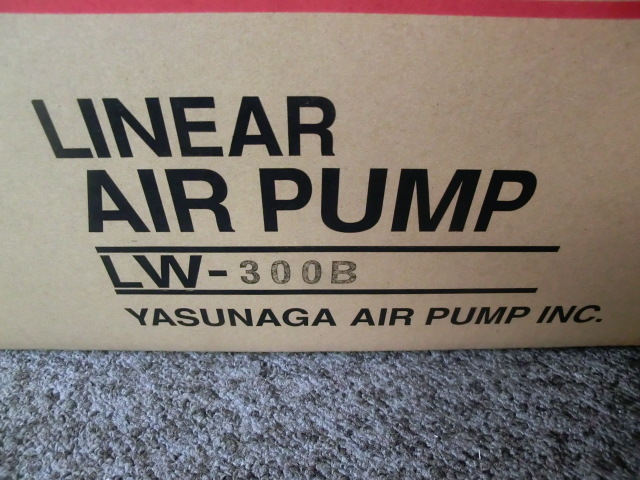 LINEAR
AIR PUMP
LW-300B
YASUNAGA AIR PUMP INC.